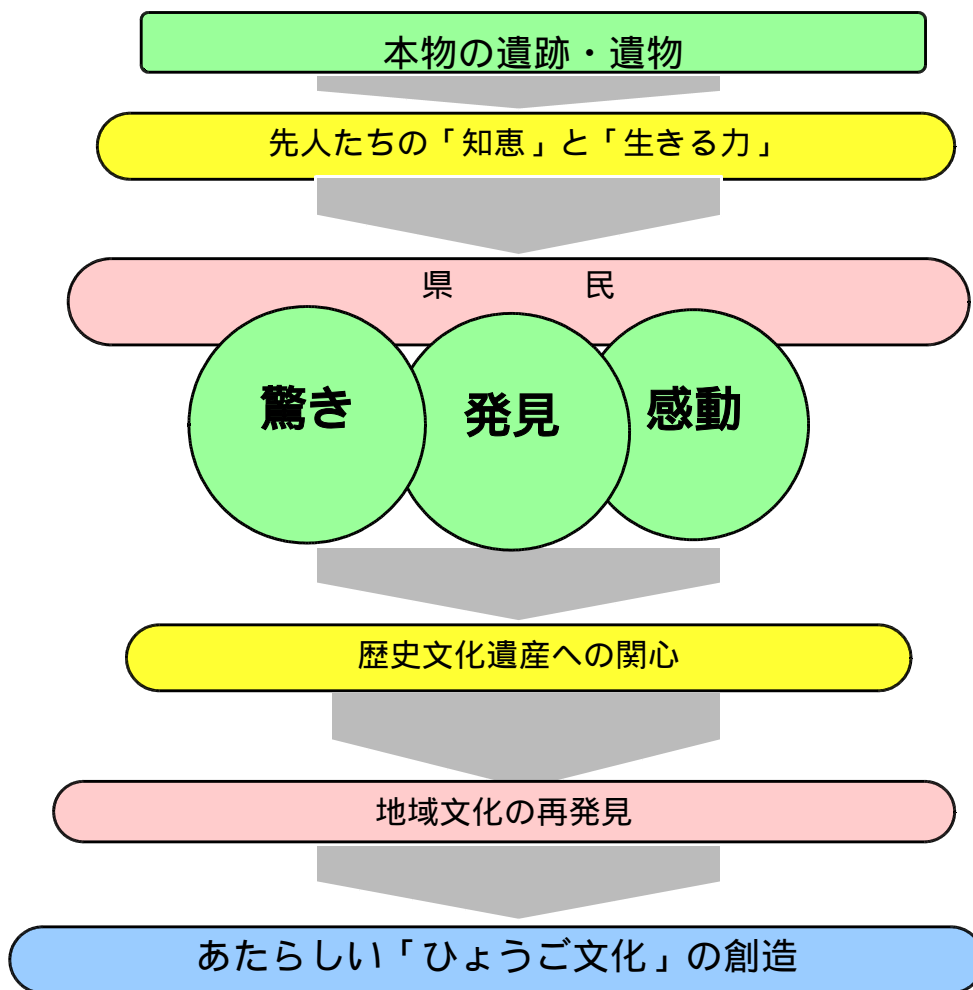 本物の遺跡・遺物
先人たちの「知恵」と「生きる力」
県　　　　民
驚き
発見
感動
歴史文化遺産への関心
地域文化の再発見
あたらしい「ひょうご文化」の創造